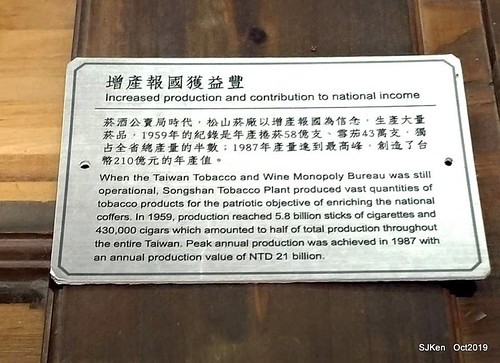 增產報國獲益豐
Increased production and contribution to national income
菸酒公賣局時代，松山菸廠以增產報國為信念，生產大量
菸品，1959年的紀錄是年產捲菸58億支、雪茄43萬支，獨
占全省總產量的半數；1987年產量達到最高峰，創造了台
幣210億元的年產值。
When the Taiwan Tobacco and Wine Monopoly Bureau was still
operational, Songshan Tobacco Plant produced vast quantities of
tobacco products for the patriotic objective of enriching the national
coffers. In 1959, production reached 5.8 billion sticks of cigarettes and
430,000 cigars which amounted to half of total production throughout
the entire Taiwan. Peak annual production was achieved in 1987 with
an annual production value of NTD 21 billion.
SJKen Oct2019